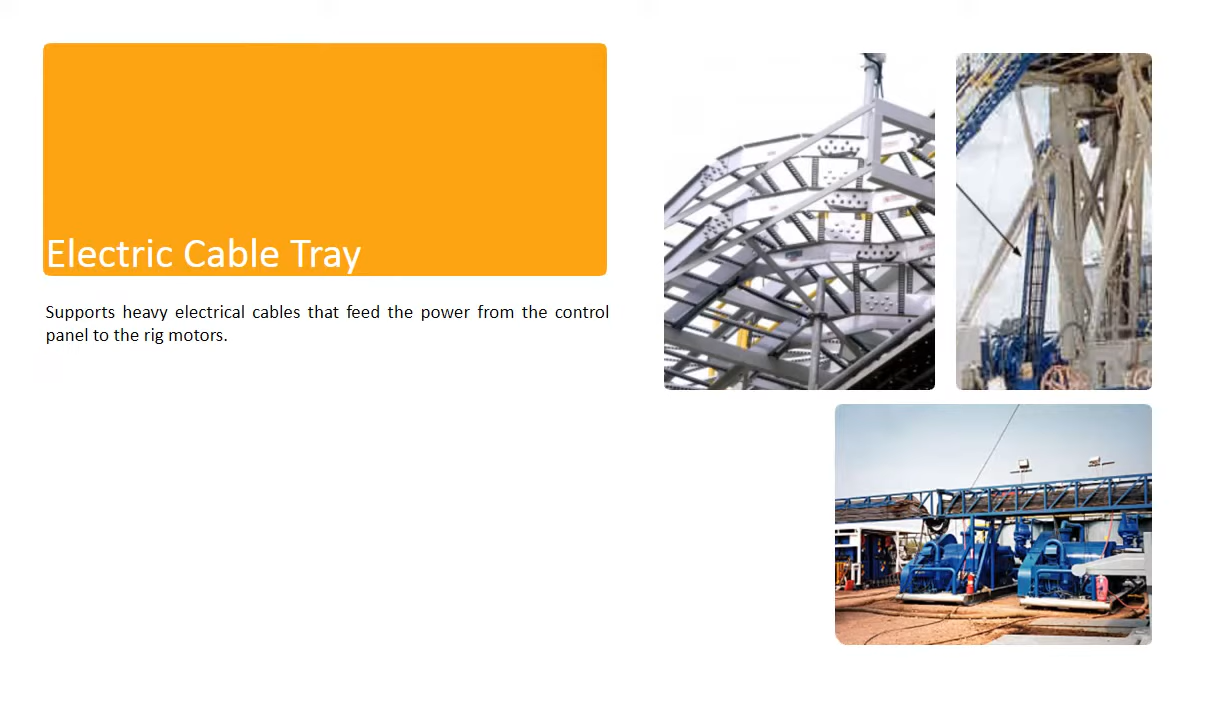 Electric Cable Tray
Supports heavy electrical cables that feed the power from the control
panel to the rig motors.